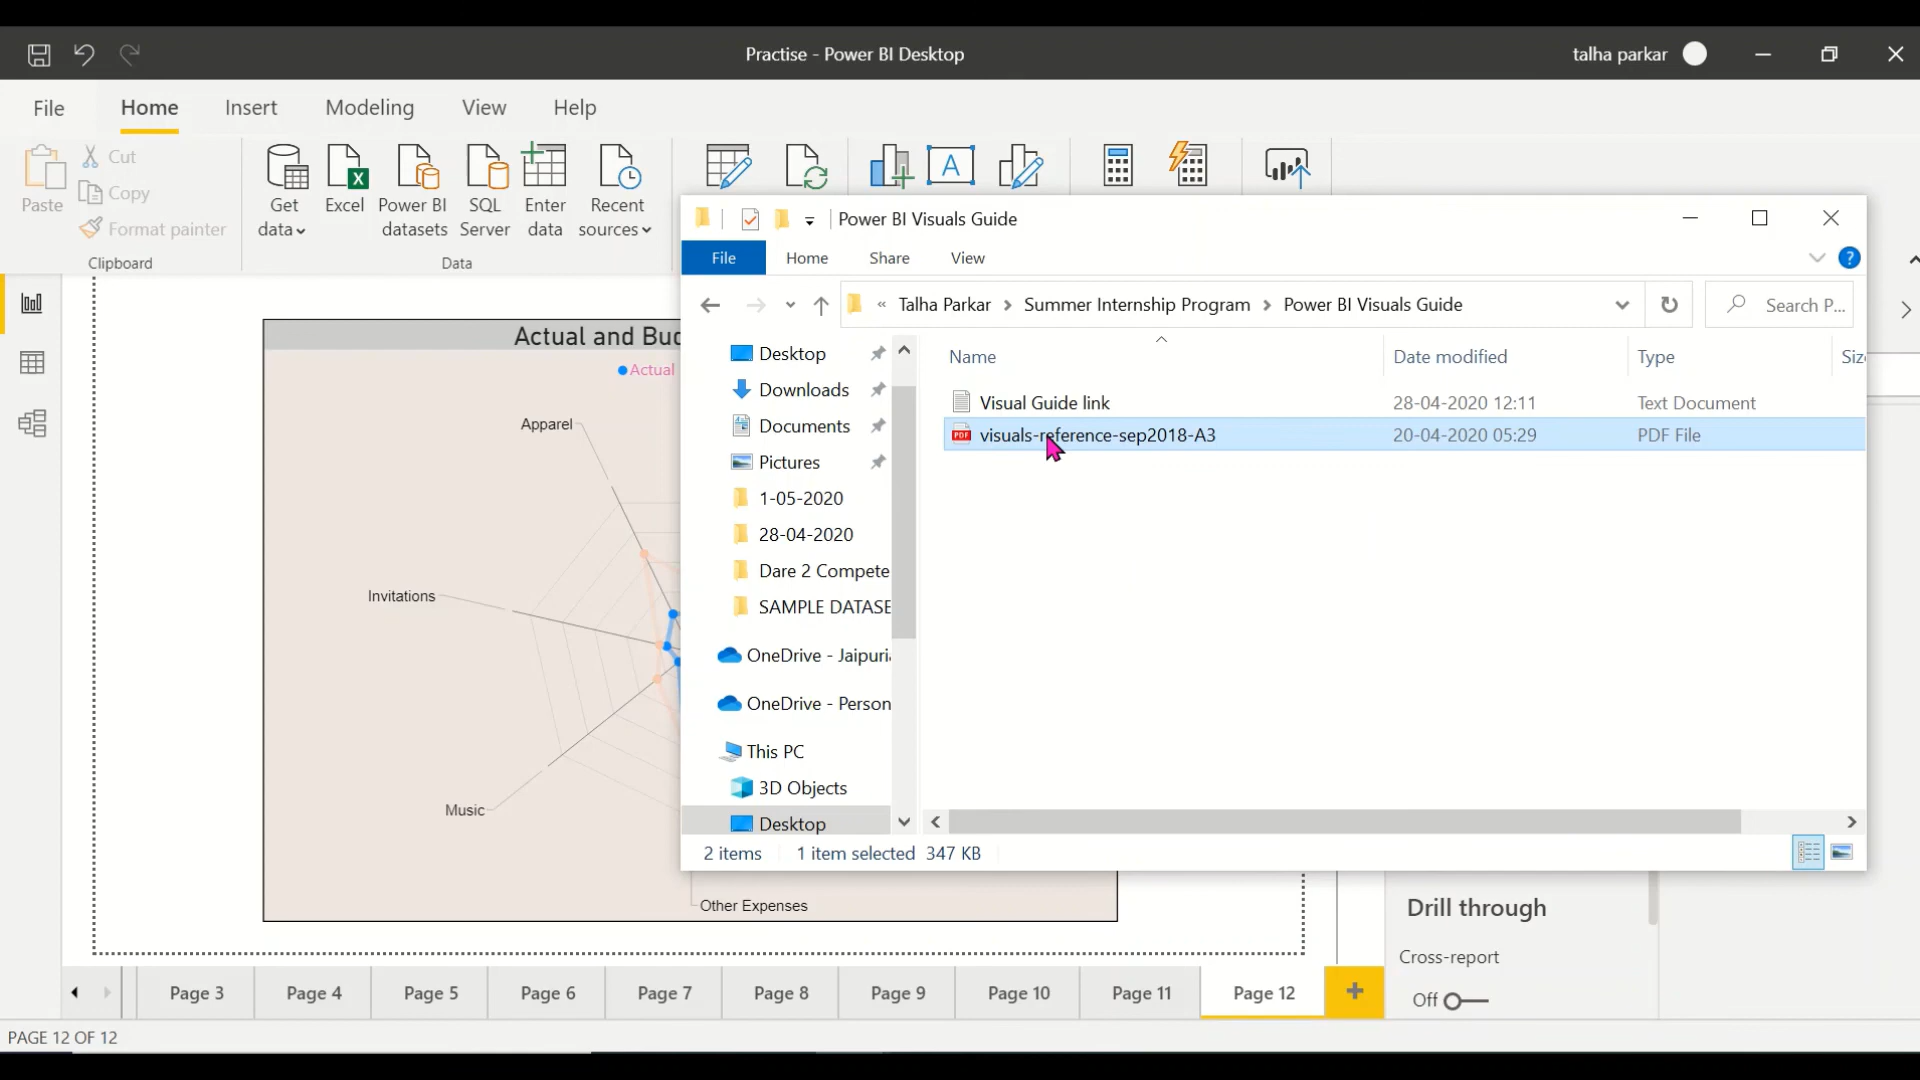 Practise - Power BI Desktop
talha parkar
File
Home
Insert
Modeling
View
Help
Paste
Cut
Copy
Format painter
Clipboard
Get
data
Excel
Power BI
datasets
SQL
Server
Enter
data
Recent
sources
Data
Power BI Visuals Guide
File
Home
Share
View
« Talha Parkar > Summer Internship Program > Power BI Visuals Guide
Search P...
Desktop
Downloads
Documents
Pictures
1-05-2020
28-04-2020
Dare 2 Compete
SAMPLE DATASE
OneDrive - Jaipuri
OneDrive - Person
This PC
3D Objects
Desktop
Name
Date modified
Type
Siz
Visual Guide link
28-04-2020 12:11
Text Document
visuals-reference-sep2018-A3
20-04-2020 05:29
PDF File
2 items
1 item selected 347 KB
Actual and Bud
Actual
Apparel
Invitations
Music
Other Expenses
Drill through
Cross-report
Off
Page 3
Page 4
Page 5
Page 6
Page 7
Page 8
Page 9
Page 10
Page 11
Page 12
PAGE 12 OF 12